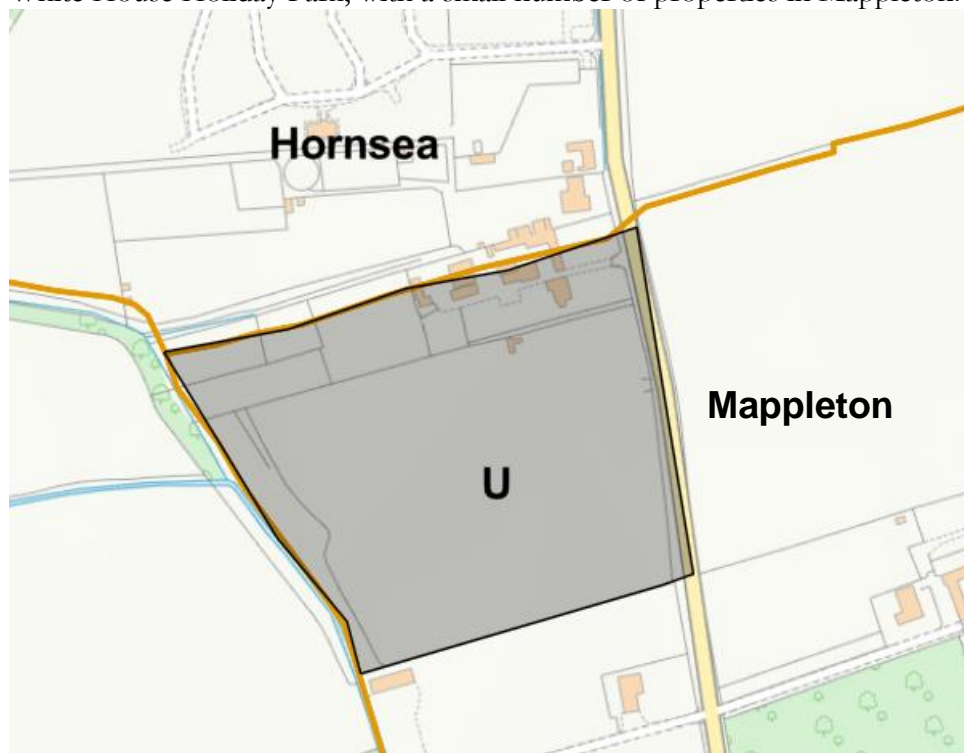 White House Holiday Park, with a small number of properties in Mappleton.
Hornsea
Mappleton
U